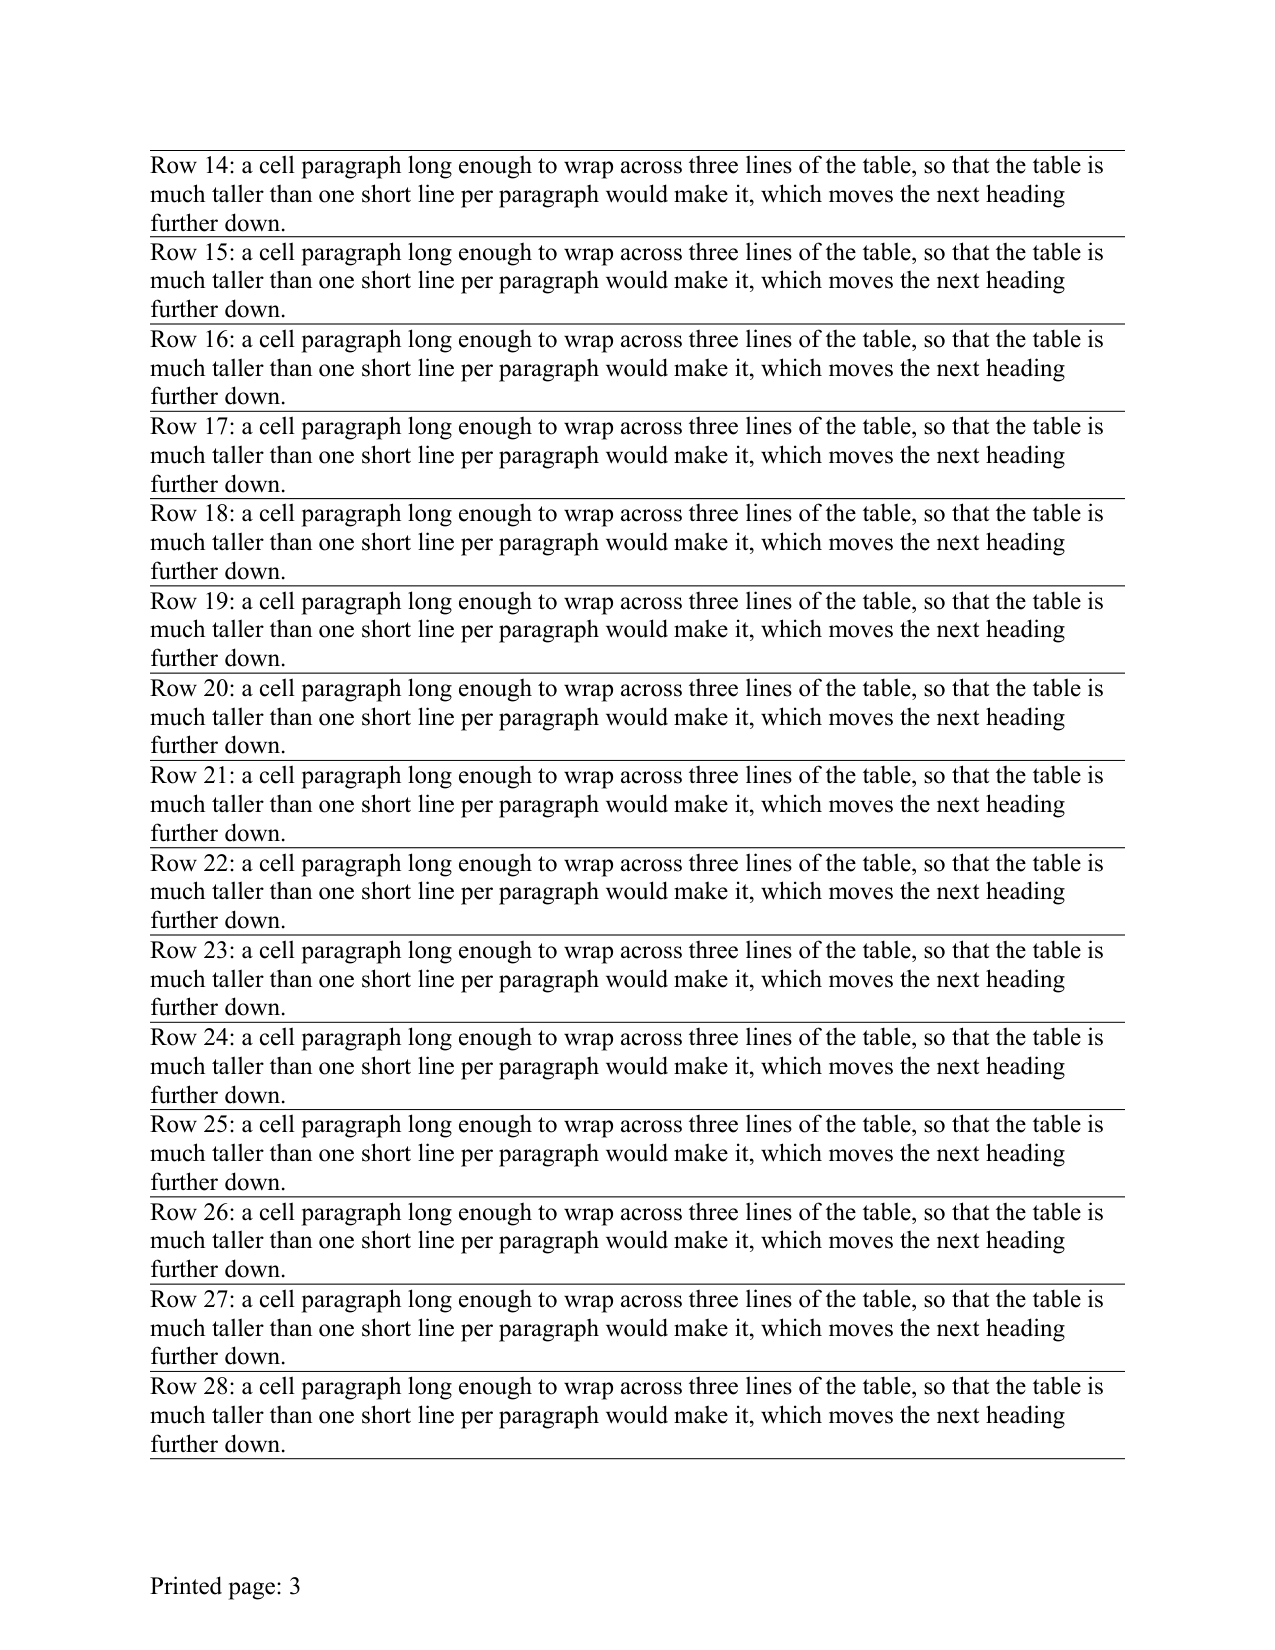 Row 14: a cell paragraph long enough to wrap across three lines of the table, so that the table is
much taller than one short line per paragraph would make it, which moves the next heading
further down.
Row 15: a cell paragraph long enough to wrap across three lines of the table, so that the table is
much taller than one short line per paragraph would make it, which moves the next heading
further down.
Row 16: a cell paragraph long enough to wrap across three lines of the table, so that the table is
much taller than one short line per paragraph would make it, which moves the next heading
further down.
Row 17: a cell paragraph long enough to wrap across three lines of the table, so that the table is
much taller than one short line per paragraph would make it, which moves the next heading
further down.
Row 18: a cell paragraph long enough to wrap across three lines of the table, so that the table is
much taller than one short line per paragraph would make it, which moves the next heading
further down.
Row 19: a cell paragraph long enough to wrap across three lines of the table, so that the table is
much taller than one short line per paragraph would make it, which moves the next heading
further down.
Row 20: a cell paragraph long enough to wrap across three lines of the table, so that the table is
much taller than one short line per paragraph would make it, which moves the next heading
further down.
Row 21: a cell paragraph long enough to wrap across three lines of the table, so that the table is
much taller than one short line per paragraph would make it, which moves the next heading
further down.
Row 22: a cell paragraph long enough to wrap across three lines of the table, so that the table is
much taller than one short line per paragraph would make it, which moves the next heading
further down.
Row 23: a cell paragraph long enough to wrap across three lines of the table, so that the table is
much taller than one short line per paragraph would make it, which moves the next heading
further down.
Row 24: a cell paragraph long enough to wrap across three lines of the table, so that the table is
much taller than one short line per paragraph would make it, which moves the next heading
further down.
Row 25: a cell paragraph long enough to wrap across three lines of the table, so that the table is
much taller than one short line per paragraph would make it, which moves the next heading
further down.
Row 26: a cell paragraph long enough to wrap across three lines of the table, so that the table is
much taller than one short line per paragraph would make it, which moves the next heading
further down.
Row 27: a cell paragraph long enough to wrap across three lines of the table, so that the table is
much taller than one short line per paragraph would make it, which moves the next heading
further down.
Row 28: a cell paragraph long enough to wrap across three lines of the table, so that the table is
much taller than one short line per paragraph would make it, which moves the next heading
further down.
Printed page: 3